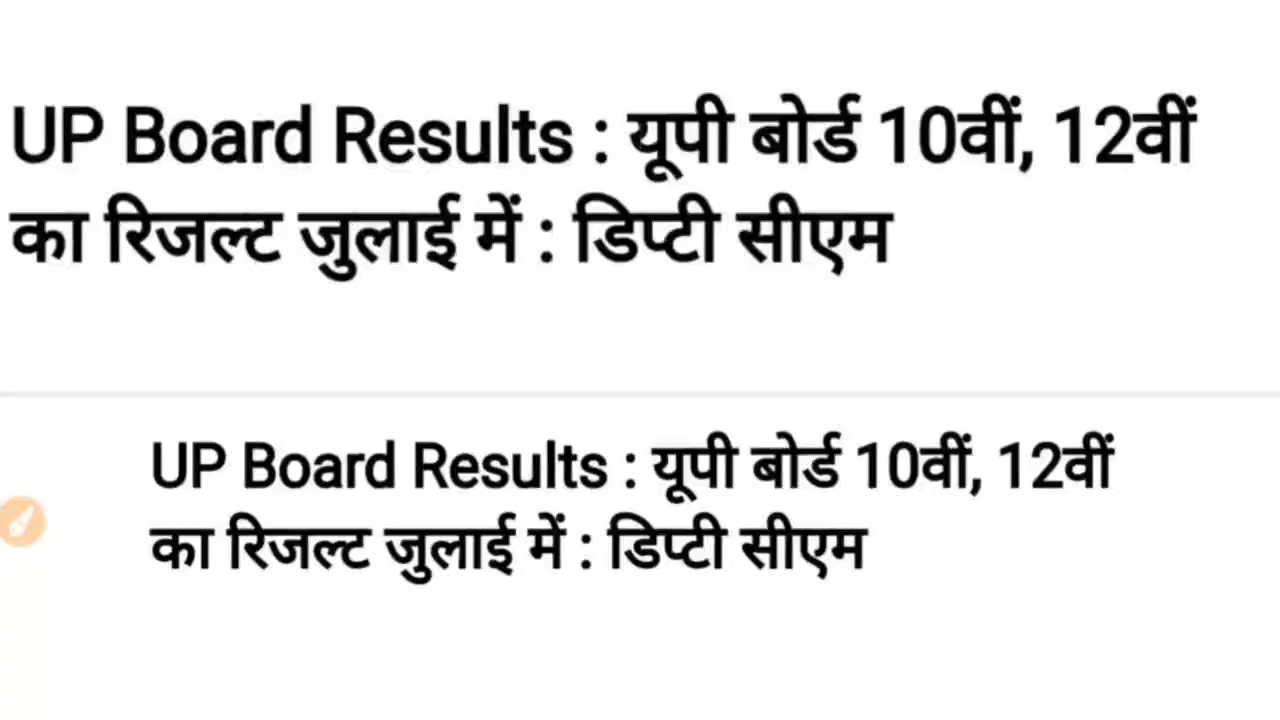 UP Board Results : यूपी बोर्ड 10वीं, 12वीं
का रिजल्ट जुलाई में : डिप्टी सीएम
UP Board Results : यूपी बोर्ड 10वीं, 12वीं
का रिजल्ट जुलाई में : डिप्टी सीएम